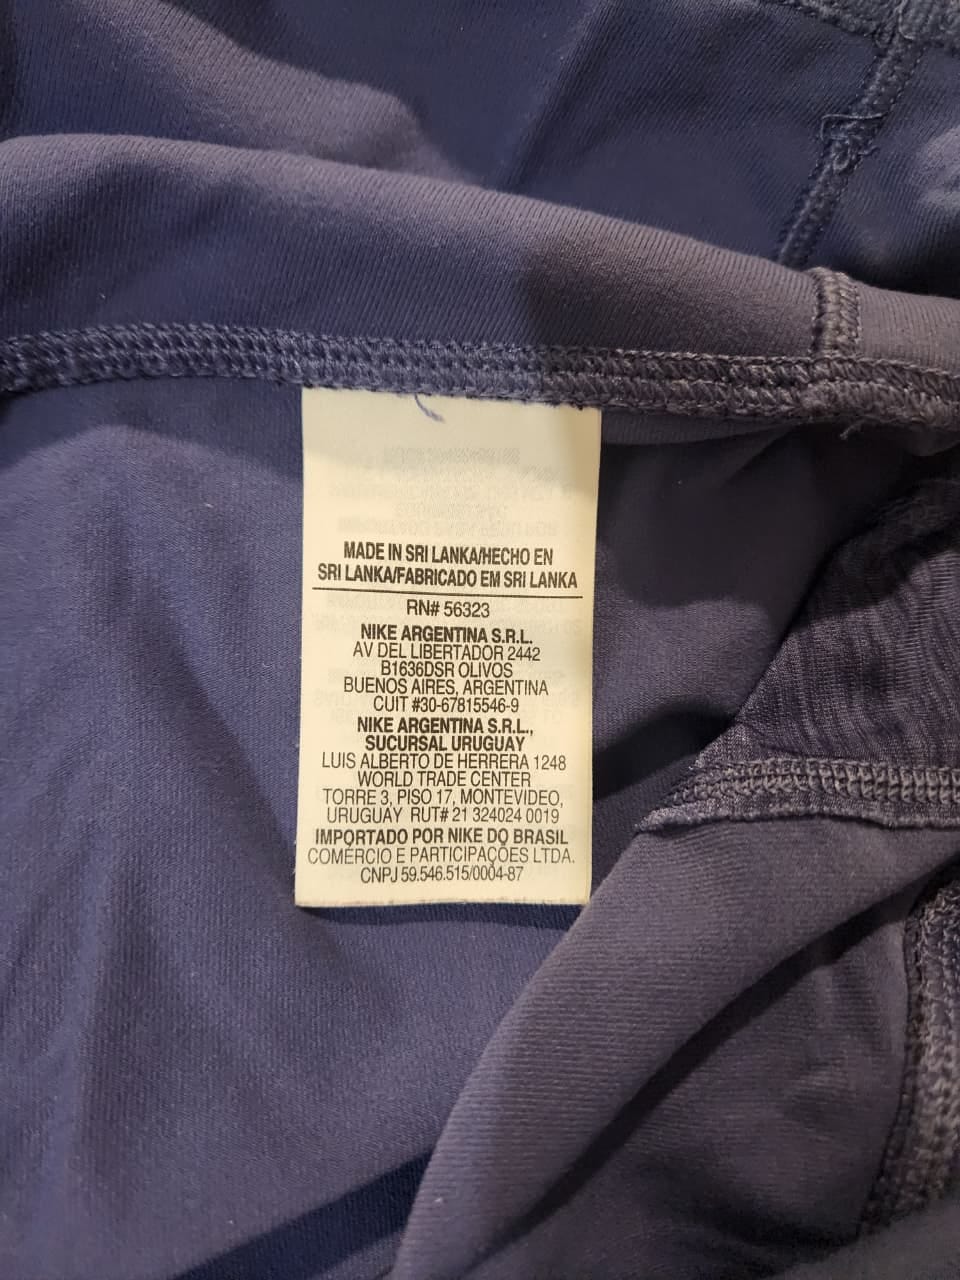 MADE IN SRI LANKA/HECHO EN
SRI LANKA/FABRICADO EM SRI LANKA
RN# 56323
NIKE ARGENTINA S.R.L.
AV DEL LIBERTADOR 2442
B1636DSR OLIVOS
BUENOS AIRES, ARGENTINA
CUIT #30-67815546-9
NIKE ARGENTINA S.R.L.,
SUCURSAL URUGUAY
LUIS ALBERTO DE HERRERA 1248
WORLD TRADE CENTER
TORRE 3, PISO 17, MONTEVIDEO,
URUGUAY RUT# 21 324024 0019
IMPORTADO POR NIKE DO BRASIL
COMÉRCIO E PARTICIPAÇÕES LTDA.
CNPJ 59.546.515/0004-87